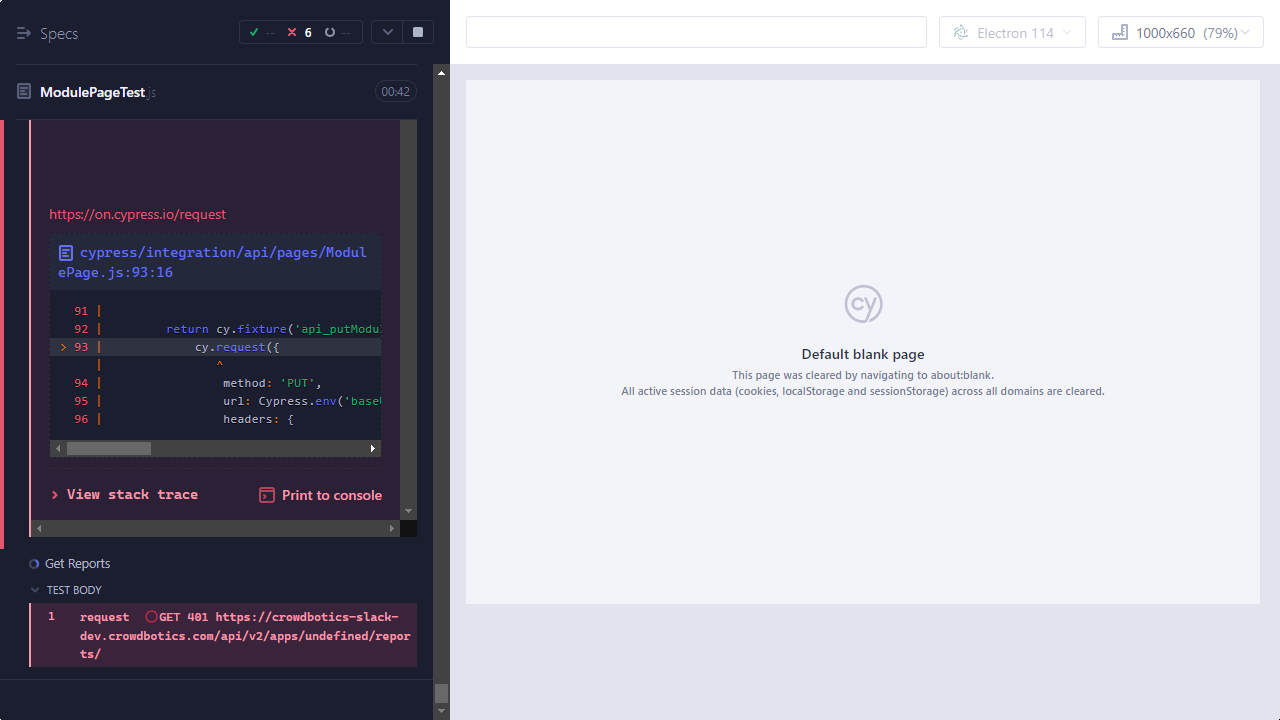 Specs
-- 6 --
Electron 114
1000x660 (79%)
ModulePageTest.js
00:42
https://on.cypress.io/request
cypress/integration/api/pages/Modul
ePage.js:93:16
91 |
92 | return cy.fixture('api_putModu
> 93 | cy.request({
| ^
94 | method: 'PUT',
95 | url: Cypress.env('base
96 | headers: {
> View stack trace
Print to console
Get Reports
TEST BODY
1 request GET 401 https://crowdbotics-slack-
dev.crowdbotics.com/api/v2/apps/undefined/repor
ts/
cy
Default blank page
This page was cleared by navigating to about:blank.
All active session data (cookies, localStorage and sessionStorage) across all domains are cleared.